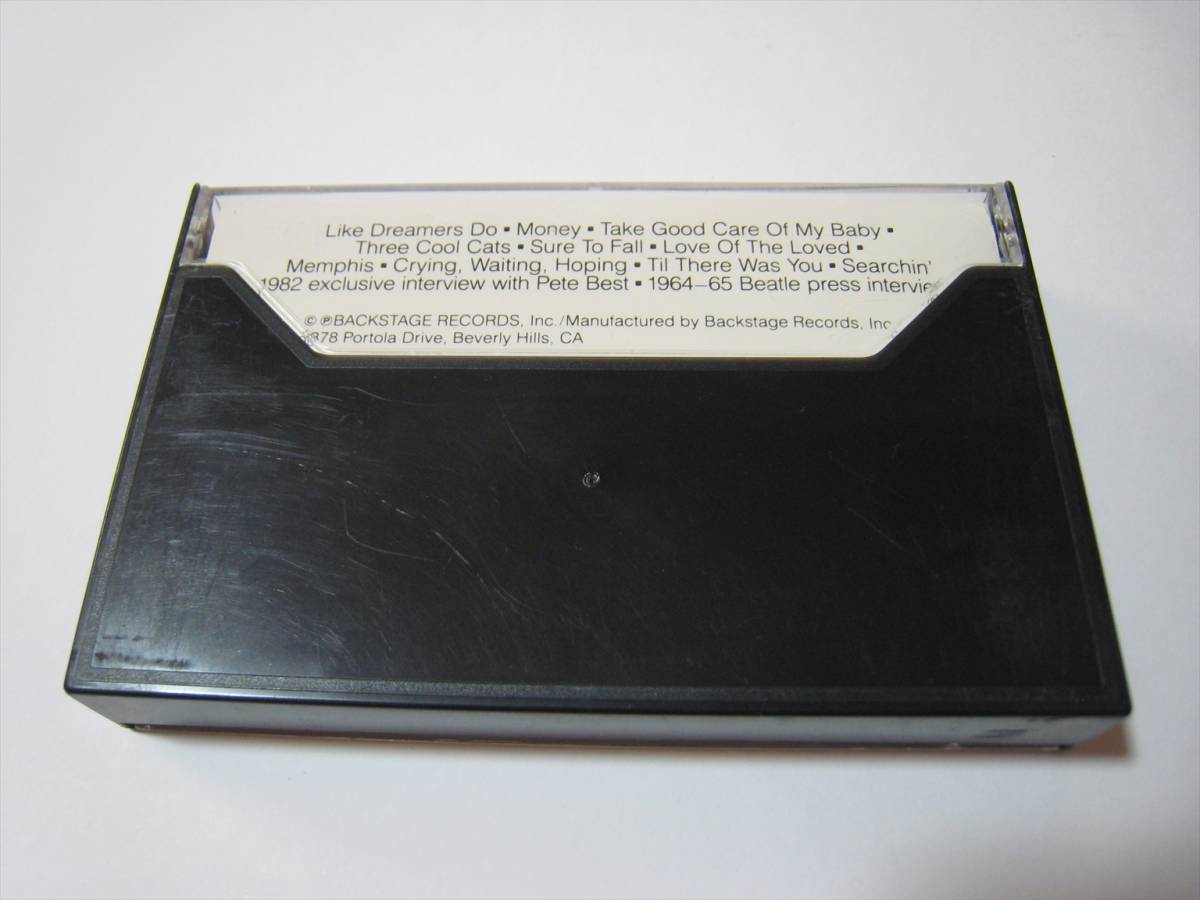 Like Dreamers Do ▪ Money ▪ Take Good Care Of My Baby ▪
Three Cool Cats ▪ Sure To Fall ▪ Love Of The Loved ▪
Memphis ▪ Crying, Waiting, Hoping ▪ Til There Was You ▪ Searchin'
1982 exclusive interview with Pete Best ▪ 1964–65 Beatle press
© ℗BACKSTAGE RECORDS, Inc./Manufactured by Backstage Records, Inc
Portola Drive, Beverly Hills, CA